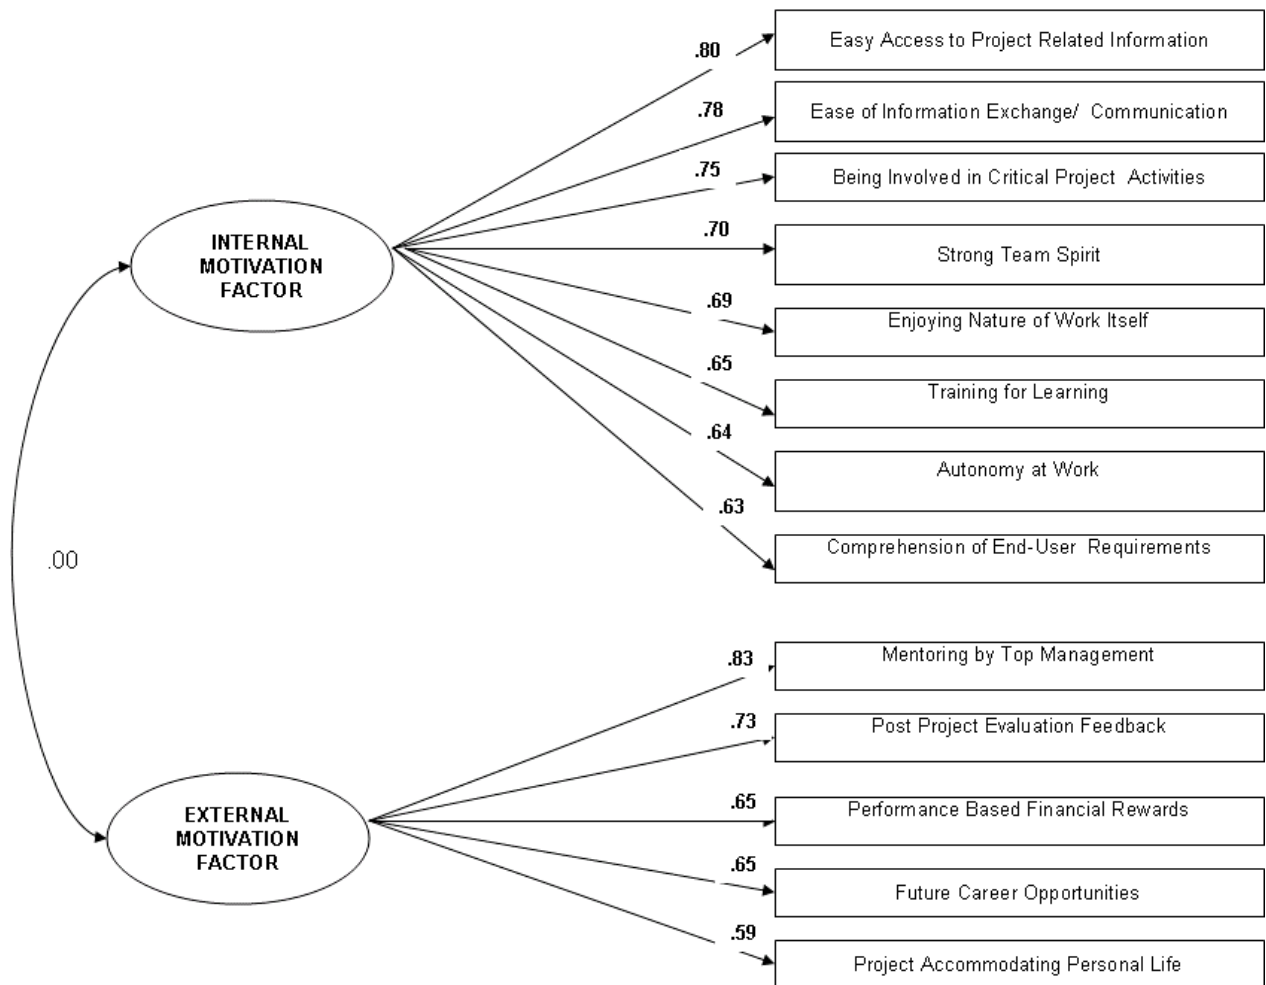 .80
Easy Access to Project Related Information
.78
Ease of Information Exchange/ Communication
.75
Being Involved in Critical Project Activities
INTERNAL
MOTIVATION
FACTOR
.70
Strong Team Spirit
.69
Enjoying Nature of Work Itself
.65
Training for Learning
.64
Autonomy at Work
.63
Comprehension of End-User Requirements
.00
.83
Mentoring by Top Management
.73
Post Project Evaluation Feedback
EXTERNAL
MOTIVATION
FACTOR
.65
Performance Based Financial Rewards
.65
Future Career Opportunities
.59
Project Accommodating Personal Life